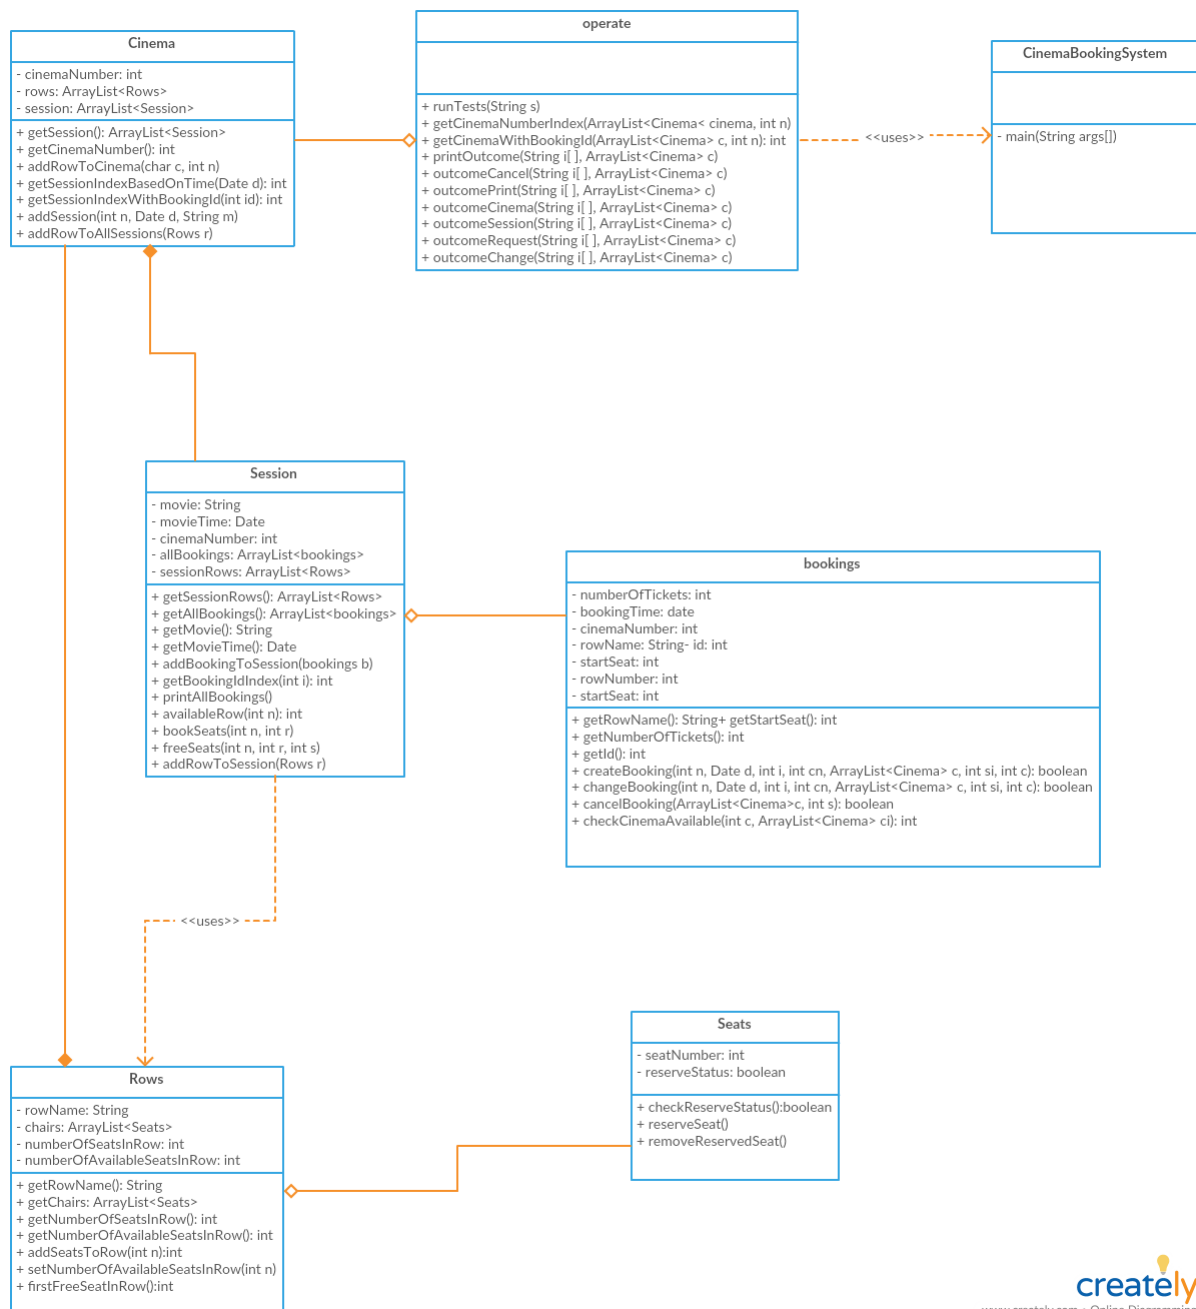 Cinema
- cinemaNumber: int
- rows: ArrayList<Rows>
- session: ArrayList<Session>
+ getSession(): ArrayList<Session>
+ getCinemaNumber(): int
+ addRowToCinema(char c, int n)
+ getSessionIndexBasedOnTime(Date d): int
+ getSessionIndexWithBookingId(int id): int
+ addSession(int n, Date d, String m)
+ addRowToAllSessions(Rows r)
operate
+ runTests(String s)
+ getCinemaNumberIndex(ArrayList<Cinema< cinema, int n)
+ getCinemaWithBookingId(ArrayList<Cinema> c, int n): int
+ printOutcome(String i[ ], ArrayList<Cinema> c)
+ outcomeCancel(String i[ ], ArrayList<Cinema> c)
+ outcomePrint(String i[ ], ArrayList<Cinema> c)
+ outcomeCinema(String i[ ], ArrayList<Cinema> c)
+ outcomeSession(String i[ ], ArrayList<Cinema> c)
+ outcomeRequest(String i[ ], ArrayList<Cinema> c)
+ outcomeChange(String i[ ], ArrayList<Cinema> c)
<<uses>>
CinemaBookingSystem
- main(String args[])
Session
- movie: String
- movieTime: Date
- cinemaNumber: int
- allBookings: ArrayList<bookings>
- sessionRows: ArrayList<Rows>
+ getSessionRows(): ArrayList<Rows>
+ getAllBookings(): ArrayList<bookings>
+ getMovie(): String
+ getMovieTime(): Date
+ addBookingToSession(bookings b)
+ getBookingIdIndex(int i): int
+ printAllBookings()
+ availableRow(int n): int
+ bookSeats(int n, int r)
+ freeSeats(int n, int r, int s)
+ addRowToSession(Rows r)
bookings
- numberOfTickets: int
- bookingTime: date
- cinemaNumber: int
- rowName: String- id: int
- startSeat: int
- rowNumber: int
- startSeat: int
+ getRowName(): String+ getStartSeat(): int
+ getNumberOfTickets(): int
+ getId(): int
+ createBooking(int n, Date d, int i, int cn, ArrayList<Cinema> c, int si, int c): boolean
+ changeBooking(int n, Date d, int i, int cn, ArrayList<Cinema> c, int si, int c): boolean
+ cancelBooking(ArrayList<Cinema>c, int s): boolean
+ checkCinemaAvailable(int c, ArrayList<Cinema> ci): int
<<uses>>
Seats
- seatNumber: int
- reserveStatus: boolean
+ checkReserveStatus():boolean
+ reserveSeat()
+ removeReservedSeat()
Rows
- rowName: String
- chairs: ArrayList<Seats>
- numberOfSeatsInRow: int
- numberOfAvailableSeatsInRow: int
+ getRowName(): String
+ getChairs: ArrayList<Seats>
+ getNumberOfSeatsInRow(): int
+ getNumberOfAvailableSeatsInRow(): int
+ addSeatsToRow(int n):int
+ setNumberOfAvailableSeatsInRow(int n)
+ firstFreeSeatInRow():int
creately